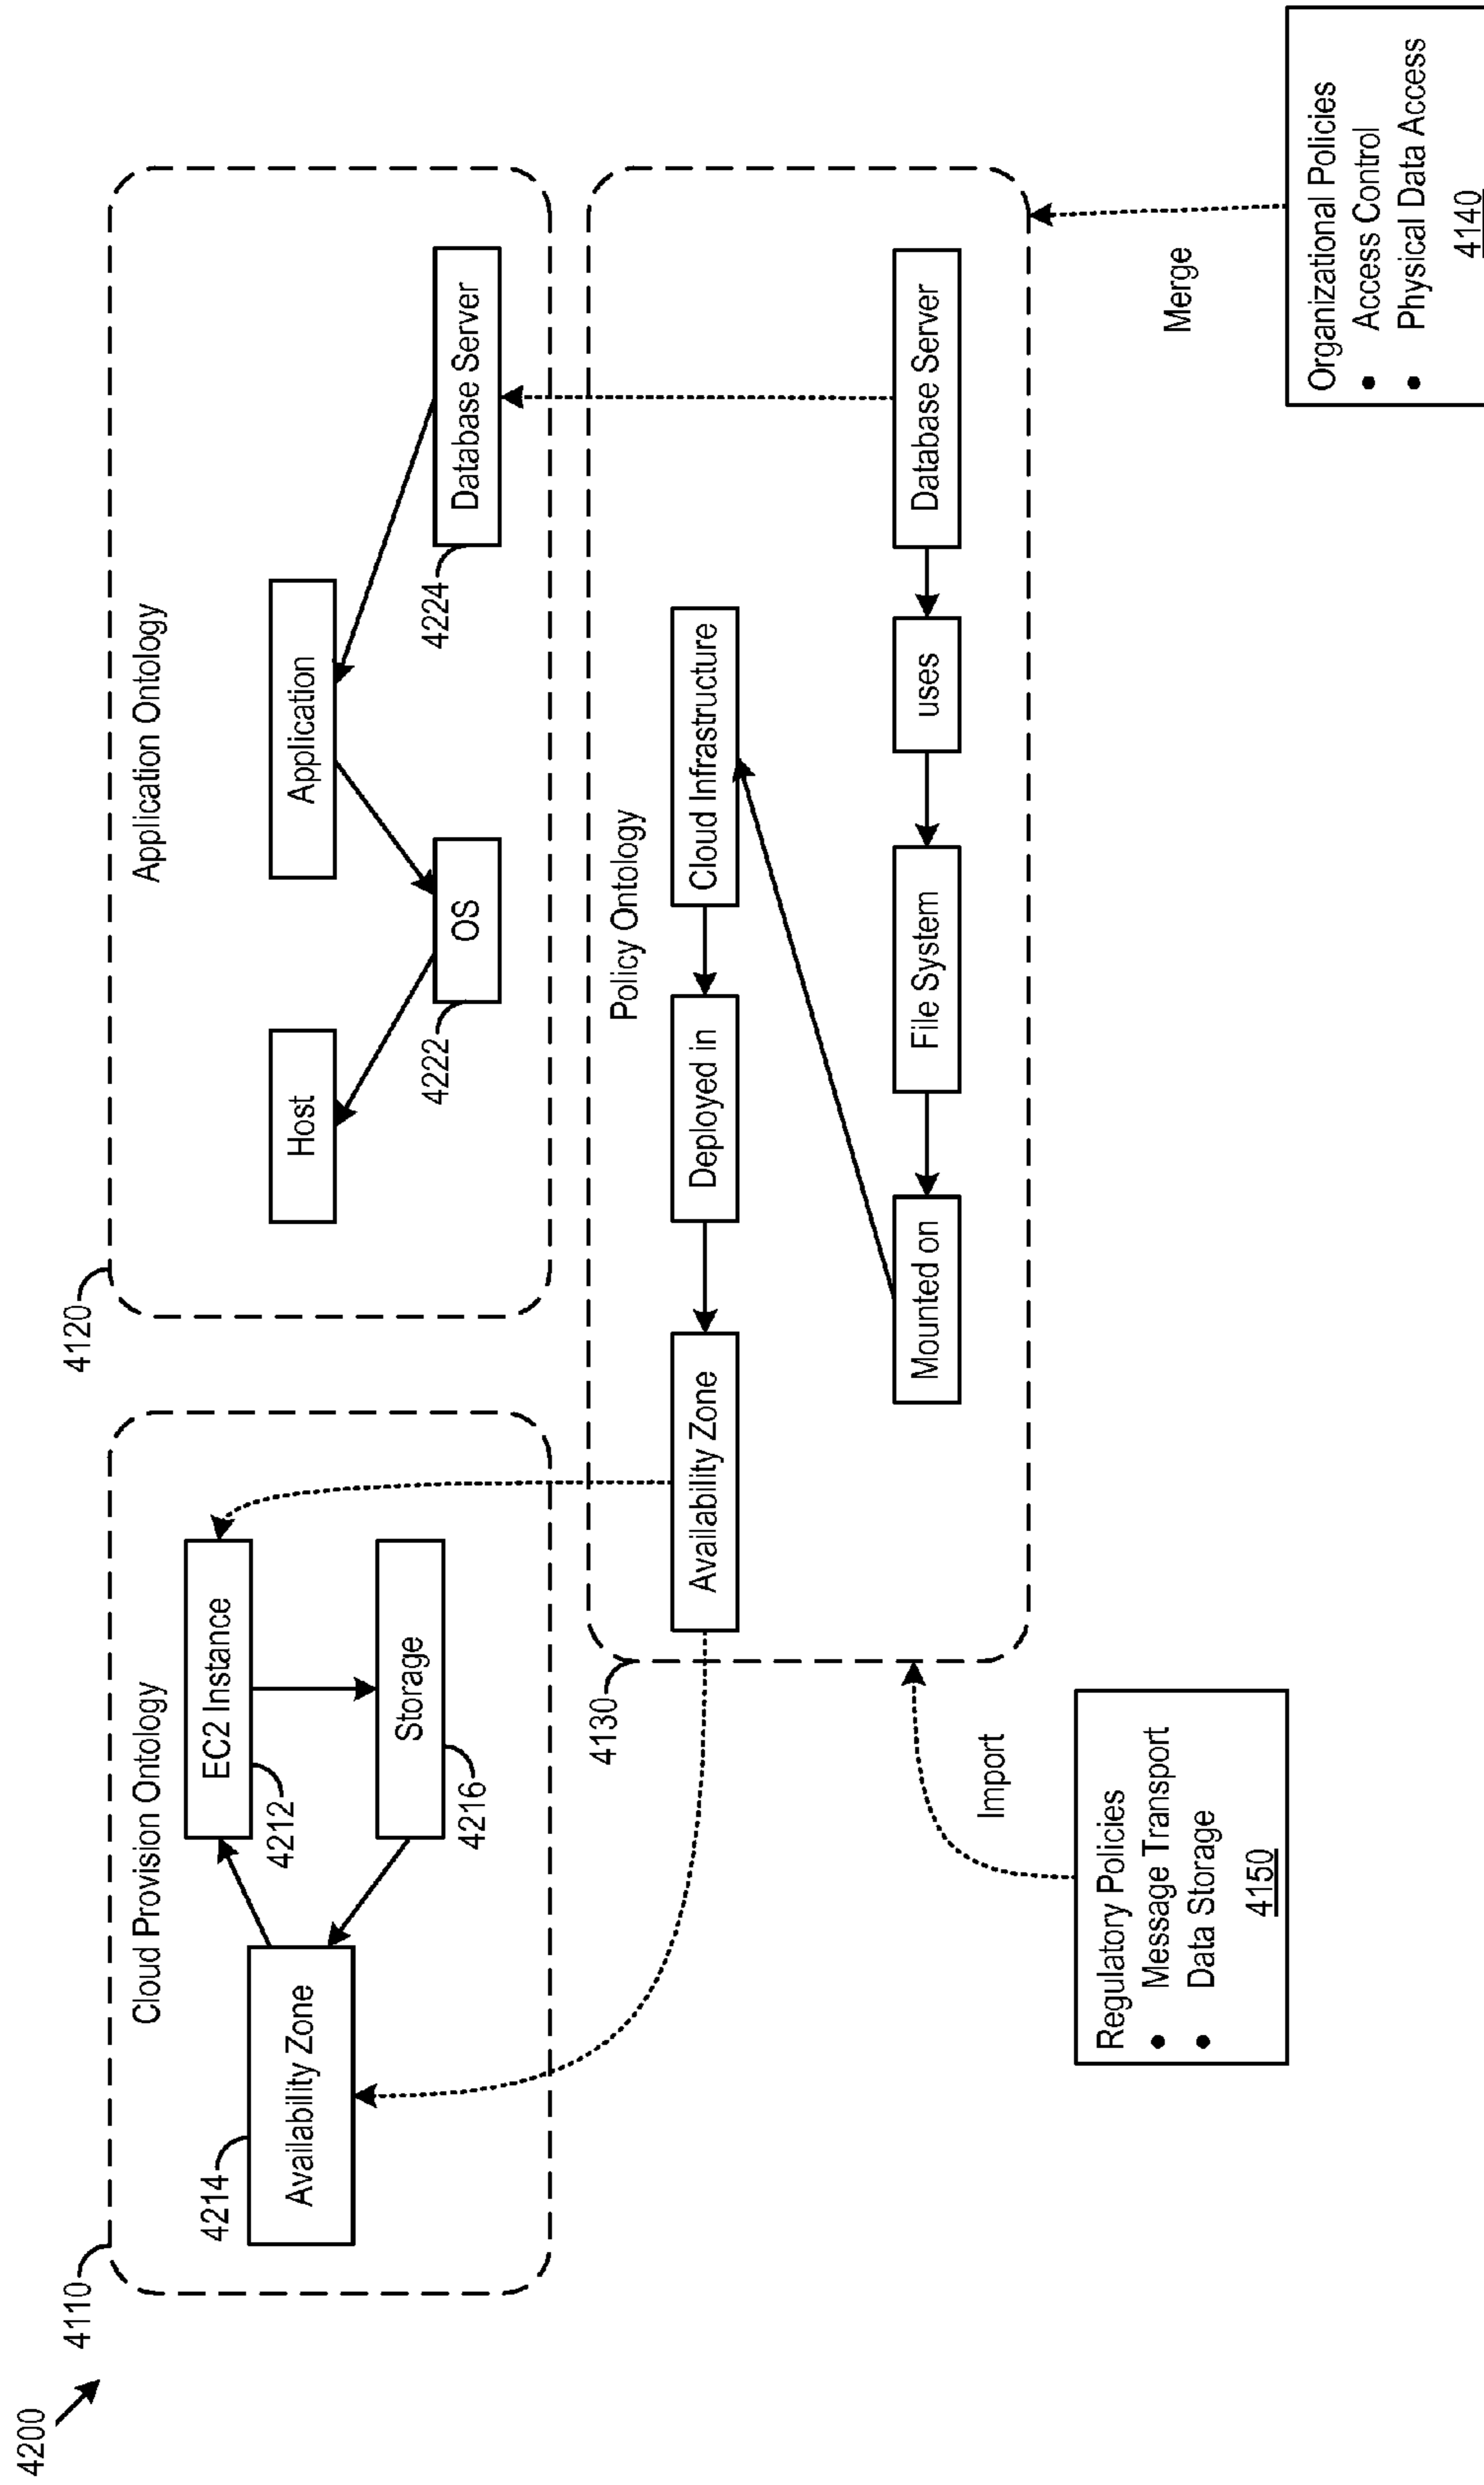 4200
4110
Cloud Provision Ontology
4214
Availability Zone
EC2 Instance
4212
Storage
4216
4120
Application Ontology
Host
Application
OS
4222
Database Server
4224
4130
Policy Ontology
Availability Zone
Deployed in
Cloud Infrastructure
Mounted on
File System
uses
Database Server
Import
Merge
Regulatory Policies
• Message Transport
• Data Storage
4150
Organizational Policies
• Access Control
• Physical Data Access
4140